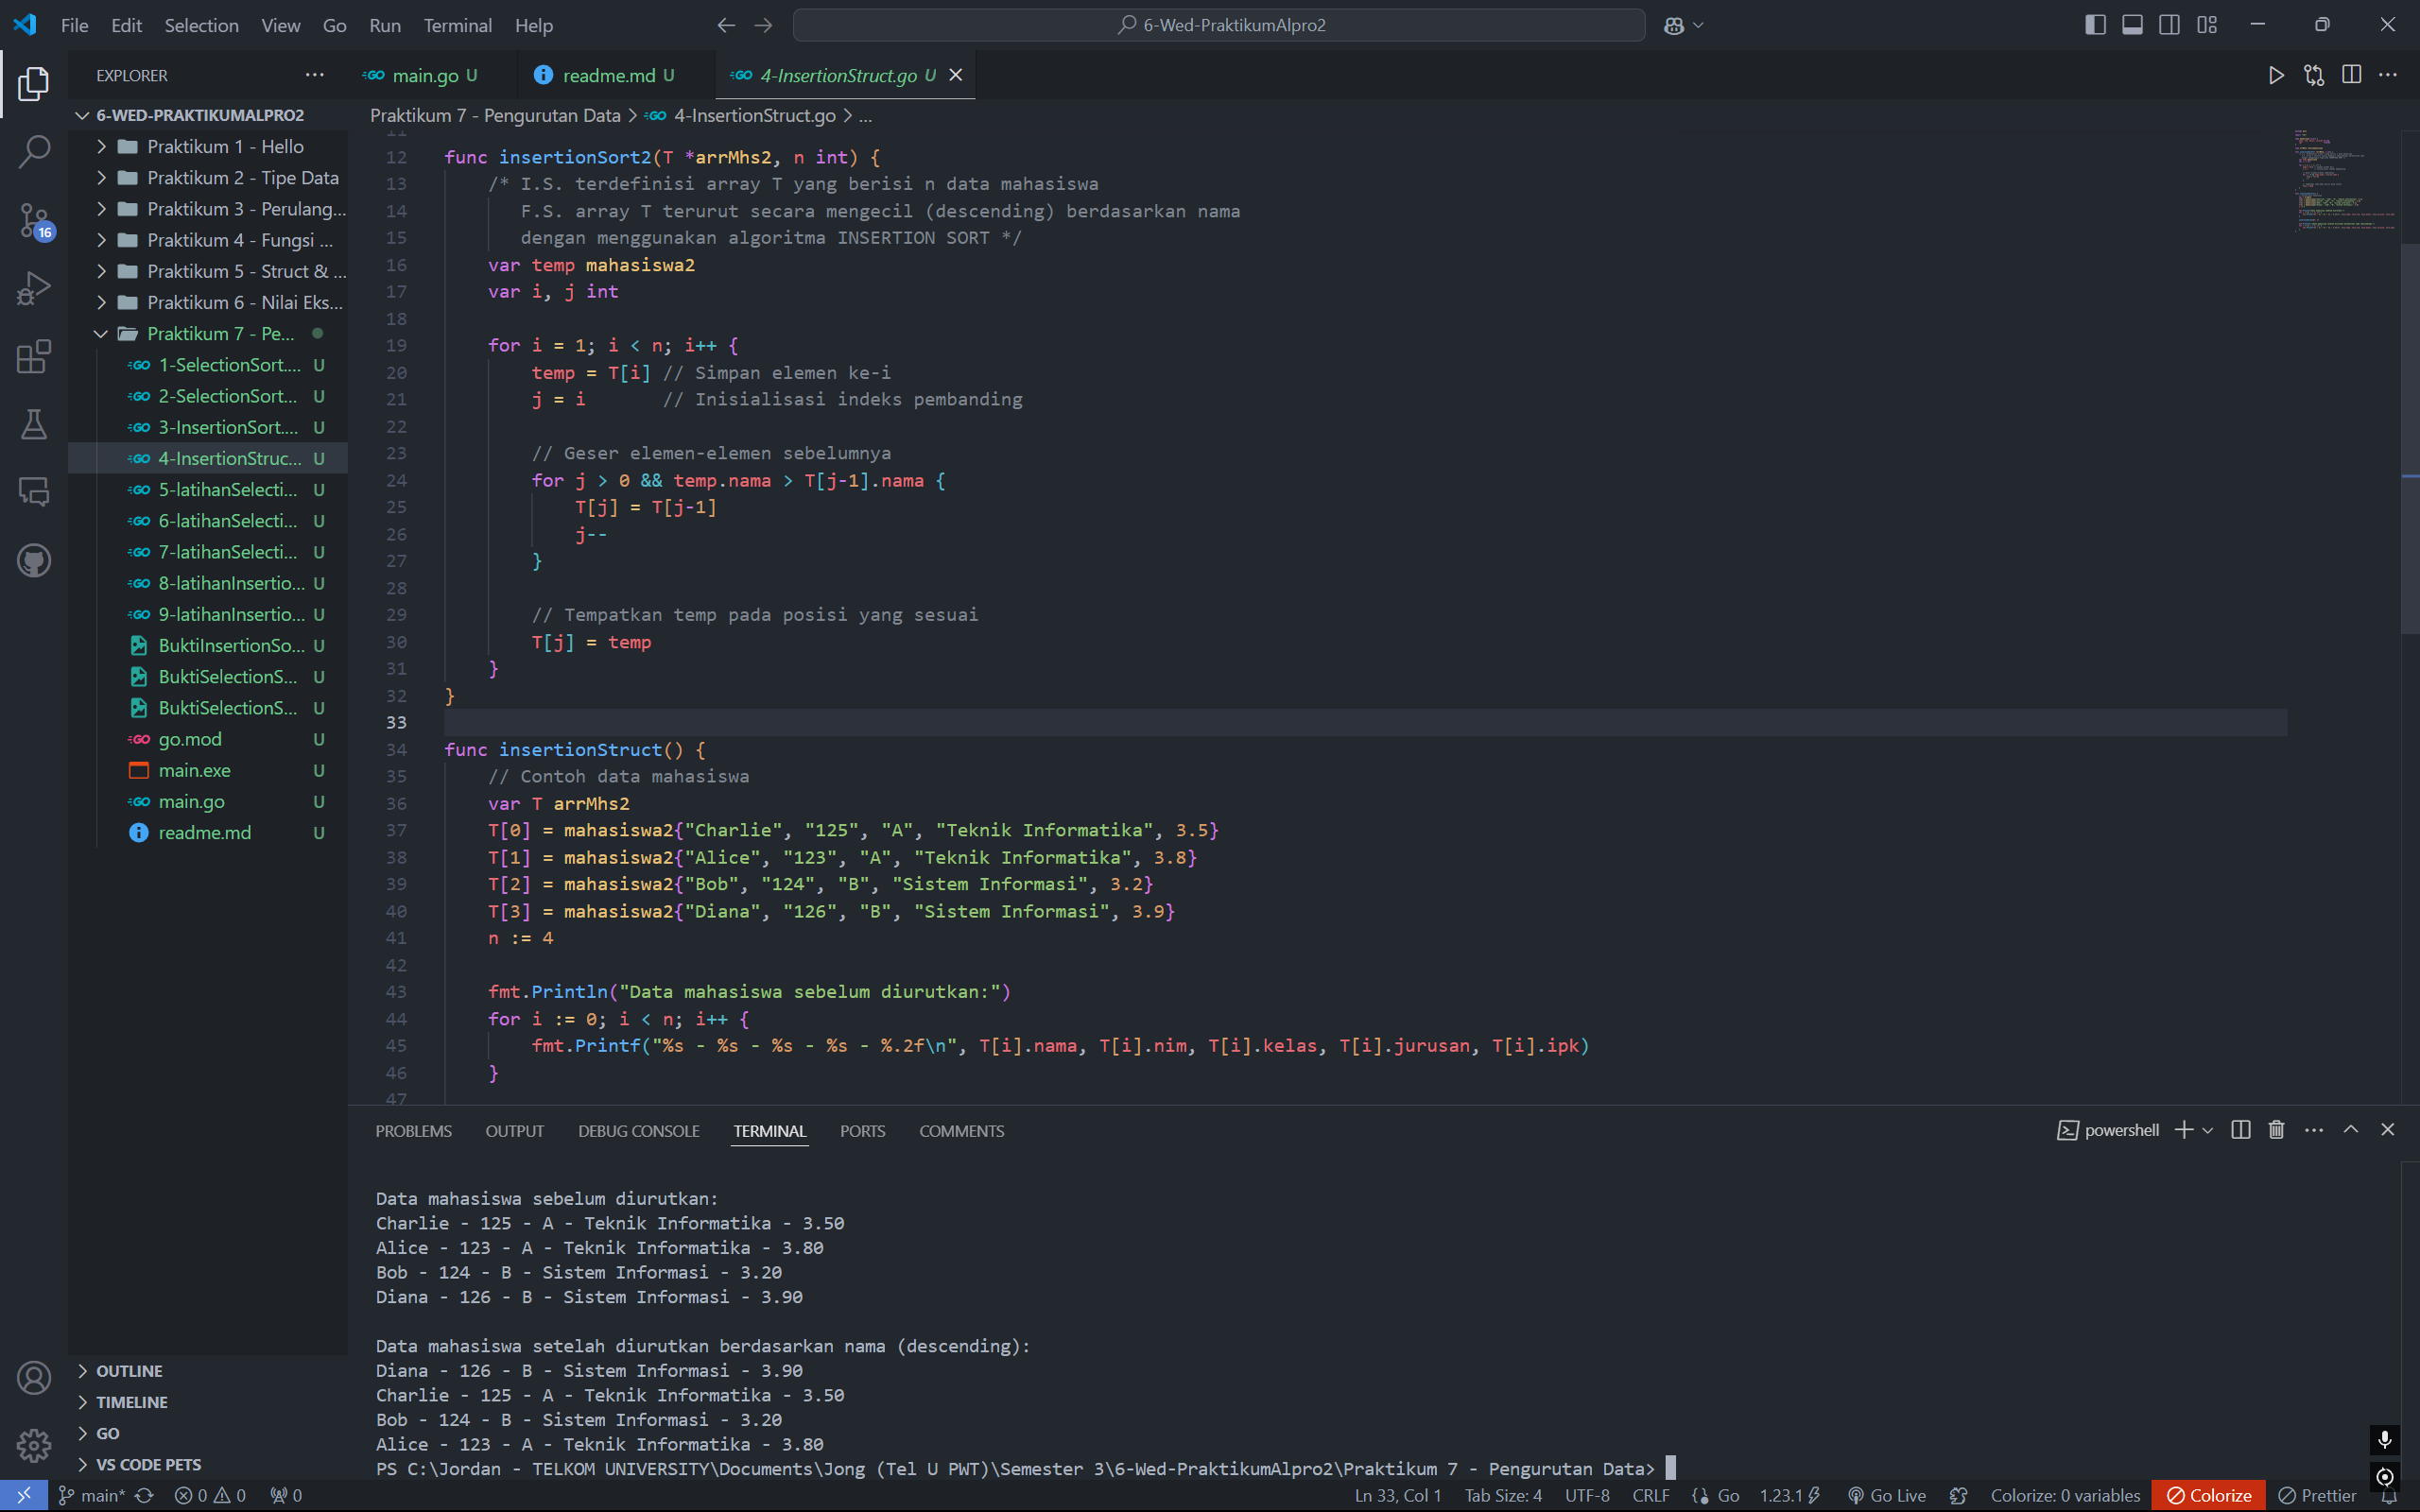 File Edit Selection View Go Run Terminal Help
6-Wed-PraktikumAlpro2
EXPLORER
main.go U
readme.md U
4-InsertionStruct.go U
6-WED-PRAKTIKUMALPRO2
Praktikum 1 - Hello
Praktikum 2 - Tipe Data
Praktikum 3 - Perulang...
Praktikum 4 - Fungsi ...
Praktikum 5 - Struct & ...
Praktikum 6 - Nilai Eks...
Praktikum 7 - Pe...
1-SelectionSort.... U
2-SelectionSort... U
3-InsertionSort.... U
4-InsertionStruc... U
5-latihanSelecti... U
6-latihanSelecti... U
7-latihanSelecti... U
8-latihanInsertio... U
9-latihanInsertio... U
BuktiInsertionSo... U
BuktiSelectionS... U
BuktiSelectionS... U
go.mod U
main.exe U
main.go U
readme.md U
OUTLINE
TIMELINE
GO
VS CODE PETS
16
Praktikum 7 - Pengurutan Data > 4-InsertionStruct.go > ...
11
12 func insertionSort2(T *arrMhs2, n int) {
13 /* I.S. terdefinisi array T yang berisi n data mahasiswa
14 F.S. array T terurut secara mengecil (descending) berdasarkan nama
15 dengan menggunakan algoritma INSERTION SORT */
16 var temp mahasiswa2
17 var i, j int
18
19 for i = 1; i < n; i++ {
20 temp = T[i] // Simpan elemen ke-i
21 j = i // Inisialisasi indeks pembanding
22
23 // Geser elemen-elemen sebelumnya
24 for j > 0 && temp.nama > T[j-1].nama {
25 T[j] = T[j-1]
26 j--
27 }
28
29 // Tempatkan temp pada posisi yang sesuai
30 T[j] = temp
31 }
32 }
33
34 func insertionStruct() {
35 // Contoh data mahasiswa
36 var T arrMhs2
37 T[0] = mahasiswa2{"Charlie", "125", "A", "Teknik Informatika", 3.5}
38 T[1] = mahasiswa2{"Alice", "123", "A", "Teknik Informatika", 3.8}
39 T[2] = mahasiswa2{"Bob", "124", "B", "Sistem Informasi", 3.2}
40 T[3] = mahasiswa2{"Diana", "126", "B", "Sistem Informasi", 3.9}
41 n := 4
42
43 fmt.Println("Data mahasiswa sebelum diurutkan:")
44 for i := 0; i < n; i++ {
45 fmt.Printf("%s - %s - %s - %s - %.2f\n", T[i].nama, T[i].nim, T[i].kelas, T[i].jurusan, T[i].ipk)
46 }
47
PROBLEMS OUTPUT DEBUG CONSOLE TERMINAL PORTS COMMENTS
powershell
Data mahasiswa sebelum diurutkan:
Charlie - 125 - A - Teknik Informatika - 3.50
Alice - 123 - A - Teknik Informatika - 3.80
Bob - 124 - B - Sistem Informasi - 3.20
Diana - 126 - B - Sistem Informasi - 3.90
Data mahasiswa setelah diurutkan berdasarkan nama (descending):
Diana - 126 - B - Sistem Informasi - 3.90
Charlie - 125 - A - Teknik Informatika - 3.50
Bob - 124 - B - Sistem Informasi - 3.20
Alice - 123 - A - Teknik Informatika - 3.80
PS C:\Jordan - TELKOM UNIVERSITY\Documents\Jong (Tel U PWT)\Semester 3\6-Wed-PraktikumAlpro2\Praktikum 7 - Pengurutan Data>
main* 0 0 0 Ln 33, Col 1 Tab Size: 4 UTF-8 CRLF Go 1.23.1 Go Live Colorize: 0 variables Colorize Prettier